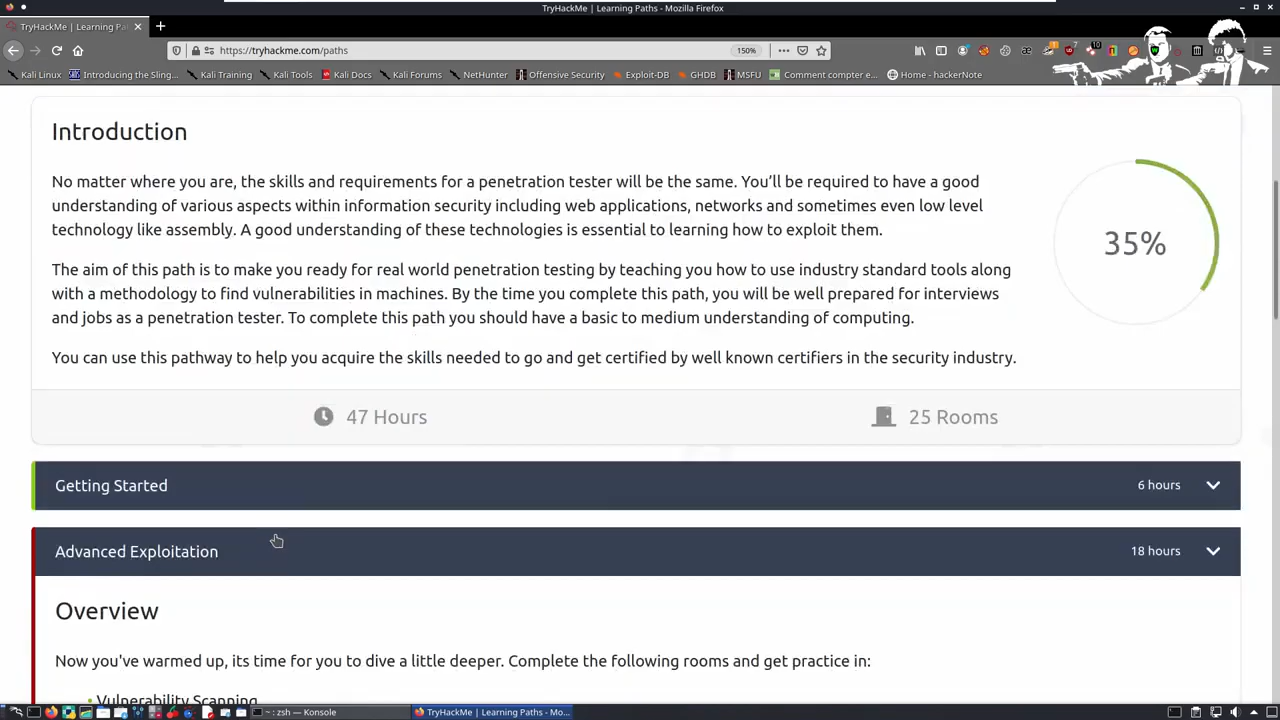 TryHackMe | Learning Paths - Mozilla Firefox
TryHackMe | Learning Pa
https://tryhackme.com/paths
150%
10
Kali Linux Introducing the Sling... Kali Training Kali Tools Kali Docs Kali Forums NetHunter Offensive Security Exploit-DB GHDB MSFU Comment compter e... Home - hackerNote
Introduction
No matter where you are, the skills and requirements for a penetration tester will be the same. You’ll be required to have a good
understanding of various aspects within information security including web applications, networks and sometimes even low level
technology like assembly. A good understanding of these technologies is essential to learning how to exploit them.
35%
The aim of this path is to make you ready for real world penetration testing by teaching you how to use industry standard tools along
with a methodology to find vulnerabilities in machines. By the time you complete this path, you will be well prepared for interviews
and jobs as a penetration tester. To complete this path you should have a basic to medium understanding of computing.
You can use this pathway to help you acquire the skills needed to go and get certified by well known certifiers in the security industry.
47 Hours
25 Rooms
Getting Started
6 hours
Advanced Exploitation
18 hours
Overview
Now you've warmed up, its time for you to dive a little deeper. Complete the following rooms and get practice in:
• Vulnerability Scanning
~ : zsh — Konsole
TryHackMe | Learning Paths - Mo...